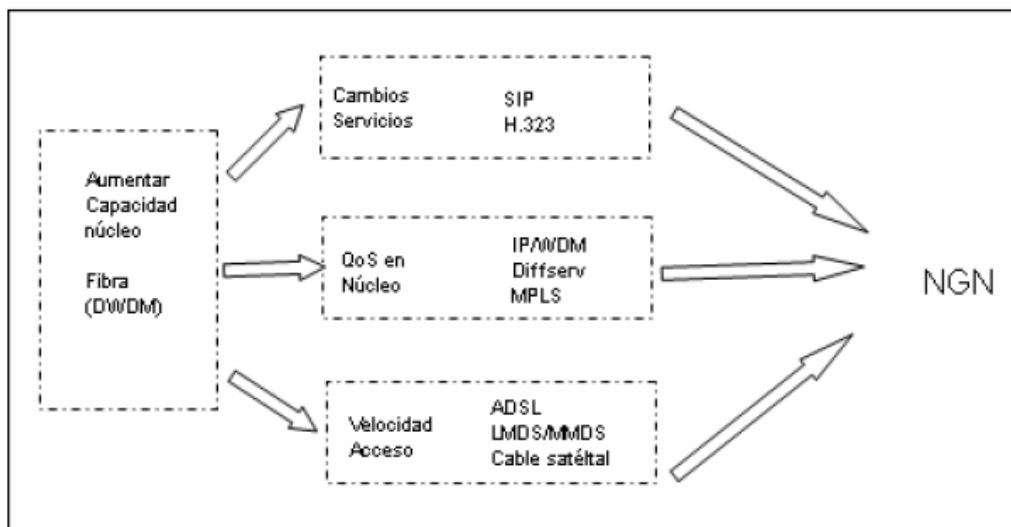 Aumentar
Capacidad
núcleo
Fibra
(DWDM)
Cambios
Servicios
SIP
H.323
QoS en
Núcleo
IP/WDM
Diffserv
MPLS
Velocidad
Acceso
ADSL
LMDS/MMDS
Cable satéltal
NGN